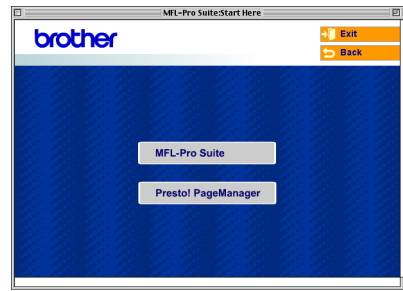 MFL-Pro Suite:Start Here
brother
Exit
Back
MFL-Pro Suite
Presto! PageManager